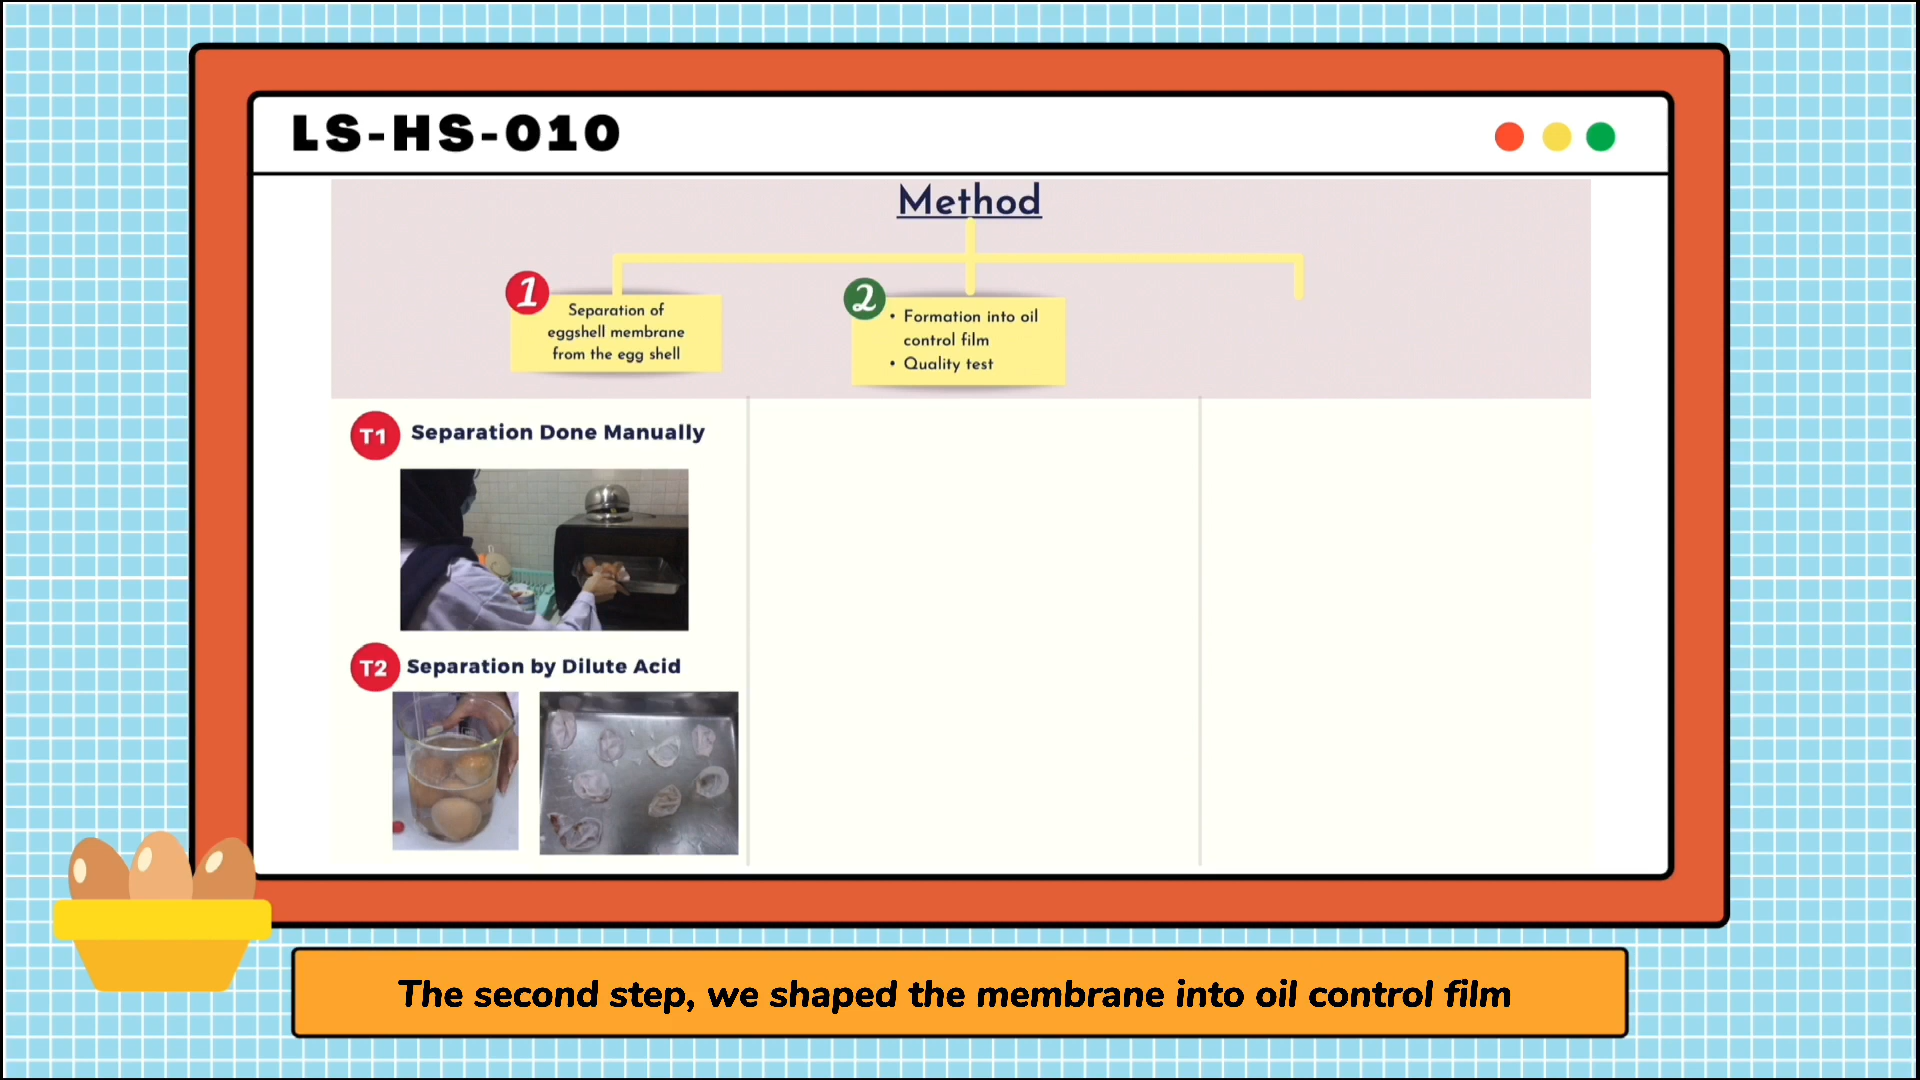 LS-HS-010
Method
1
Separation of
eggshell membrane
from the egg shell
2
• Formation into oil
control film
• Quality test
T1 Separation Done Manually
T2 Separation by Dilute Acid
The second step, we shaped the membrane into oil control film